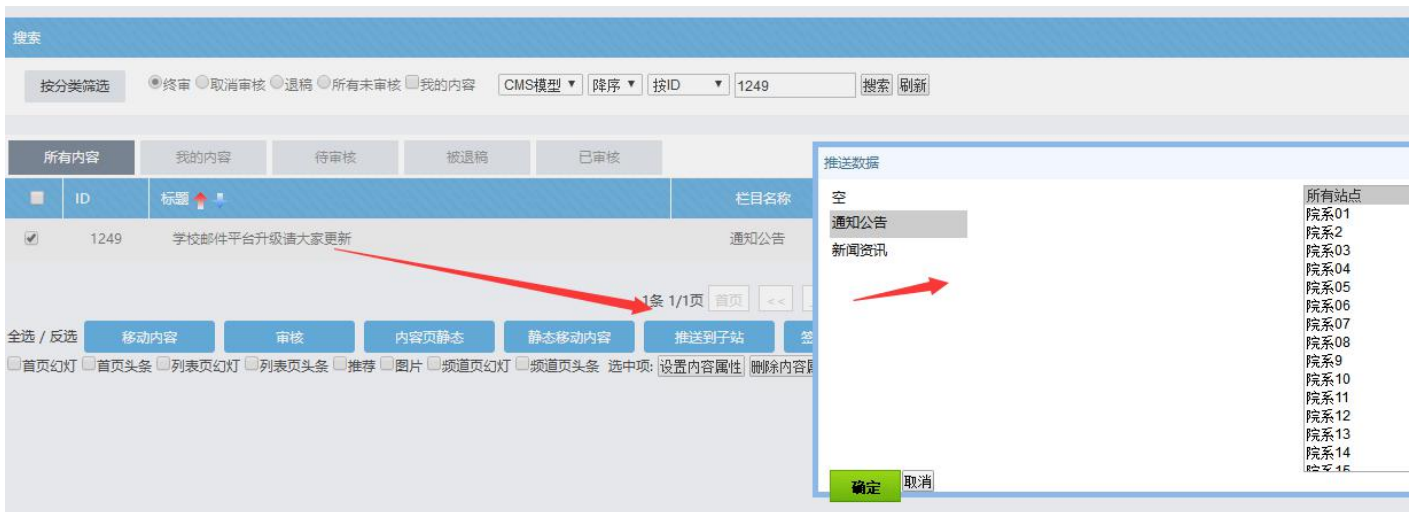 搜索
按分类筛选 终审 取消审核 退稿 所有未审核 我的内容 CMS模型 降序 按ID 1249 搜索 刷新
所有内容 我的内容 待审核 被退稿 已审核
ID 标题 栏目名称
1249 学校邮件平台升级请大家更新 通知公告
1条 1/1页 首页 <<
全选 / 反选 移动内容 审核 内容页静态 静态移动内容 推送到子站
首页幻灯 首页头条 列表页幻灯 列表页头条 推荐 图片 频道页幻灯 频道页头条 选中项: 设置内容属性 删除内容
推送数据
空
通知公告
新闻资讯
所有站点
院系01
院系2
院系03
院系04
院系05
院系06
院系07
院系08
院系9
院系10
院系11
院系12
院系13
院系14
院系15
确定 取消